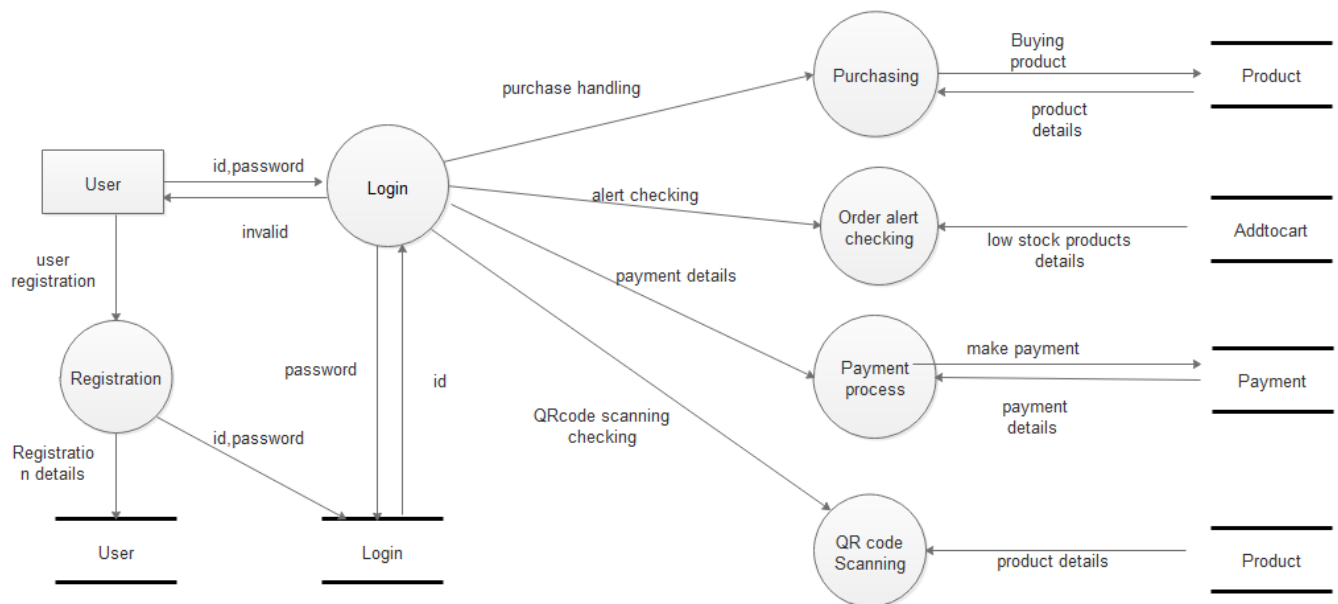 Buying
product
Purchasing
Product
purchase handling
product
details
id,password
User
Login
alert checking
Order alert
checking
Addtocart
invalid
low stock products
details
user
registration
payment details
make payment
Registration
password
id
Payment
process
Payment
payment
details
QRcode scanning
checking
id,password
Registratio
n details
User
Login
QR code
Scanning
product details
Product